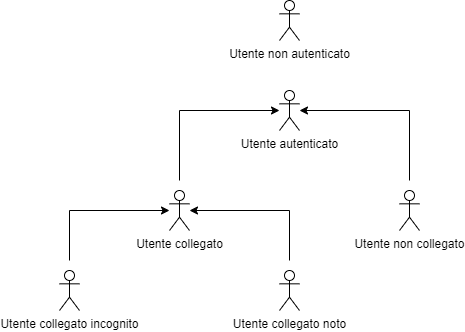 Utente non autenticato
Utente autenticato
Utente collegato
Utente non collegato
Utente collegato incognito
Utente collegato noto